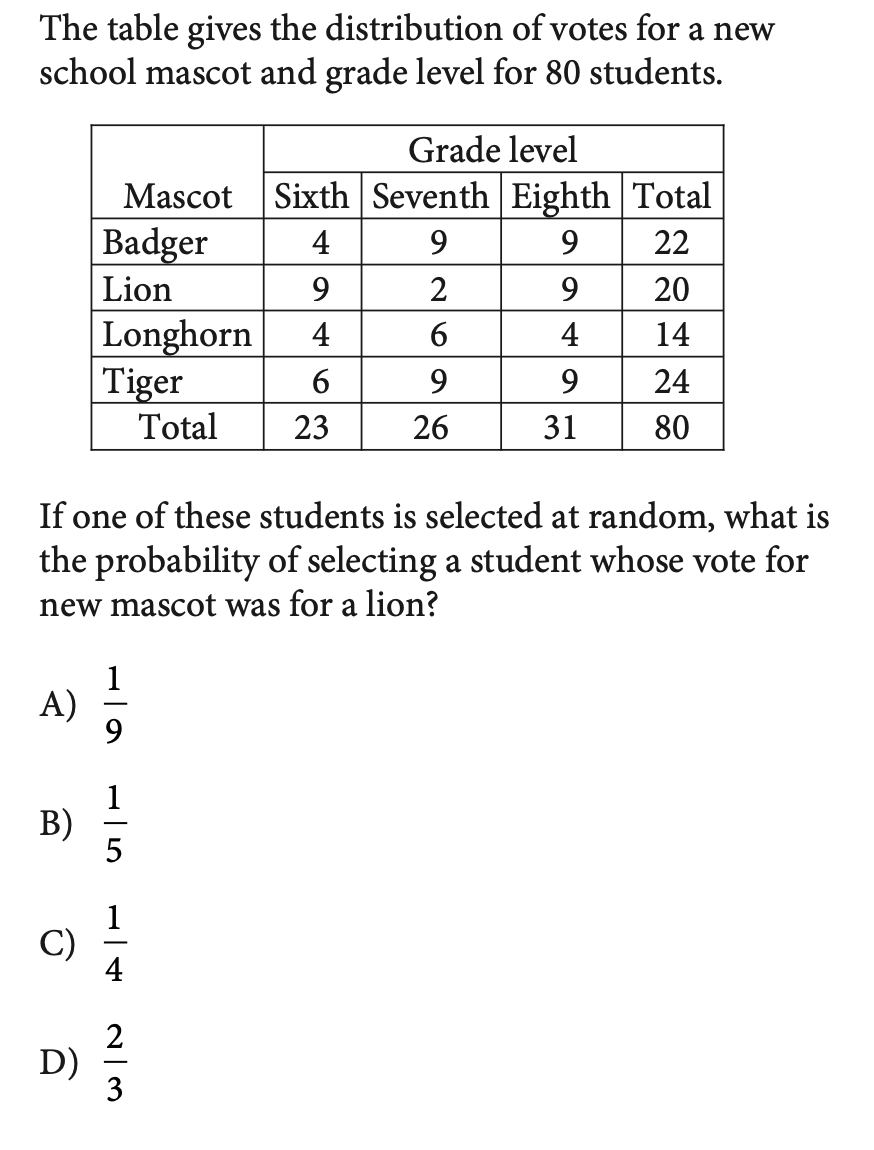 The table gives the distribution of votes for a new
school mascot and grade level for 80 students.
Grade level
Mascot Sixth Seventh Eighth Total
Badger 4 9 9 22
Lion 9 2 9 20
Longhorn 4 6 4 14
Tiger 6 9 9 24
Total 23 26 31 80
If one of these students is selected at random, what is
the probability of selecting a student whose vote for
new mascot was for a lion?
A) 1/9
B) 1/5
C) 1/4
D) 2/3